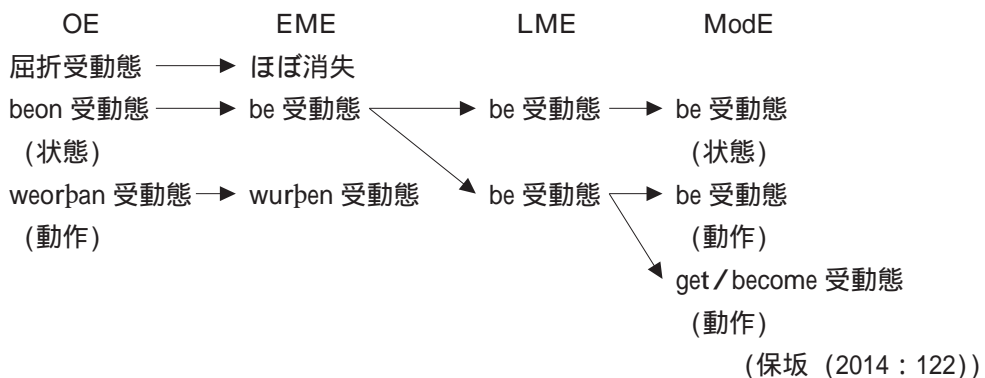 OE EME LME ModE
屈折受動態 ほぼ消失
beon 受動態 be 受動態 be 受動態 be 受動態
(状態) (状態)
weorþan 受動態 wurþen 受動態 be 受動態 be 受動態
(動作) (動作)
get/become 受動態
(動作)
(保坂 (2014:122))